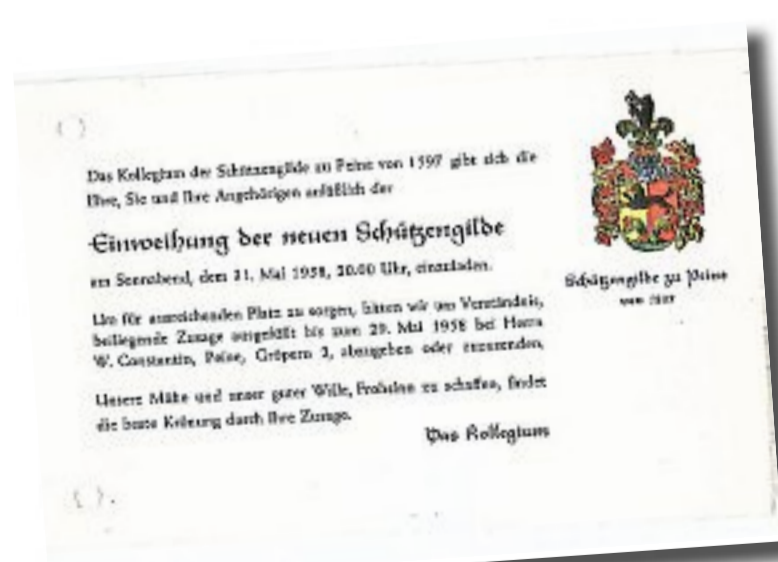 Das Kollegium der Schützengilde zu Peine von 1597 gibt sich die
Ehre, Sie und Ihre Angehörigen anläßlich der
Einweihung der neuen Schützengilde
am Sonnabend, dem 31. Mai 1958, 20.00 Uhr, einzuladen.
Um für ausreichenden Platz zu sorgen, bitten wir um Verständnis,
beiliegende Zusage ausgefüllt bis zum 29. Mai 1958 bei Herrn
W. Constantin, Peine, Gröpern 3, abzugeben oder einzusenden.
Unsere Mühe und unser guter Wille, Frohsinn zu schaffen, findet
die beste Krönung durch Ihre Zusage.
Das Kollegium
Schützengilde zu Peine
von 1597